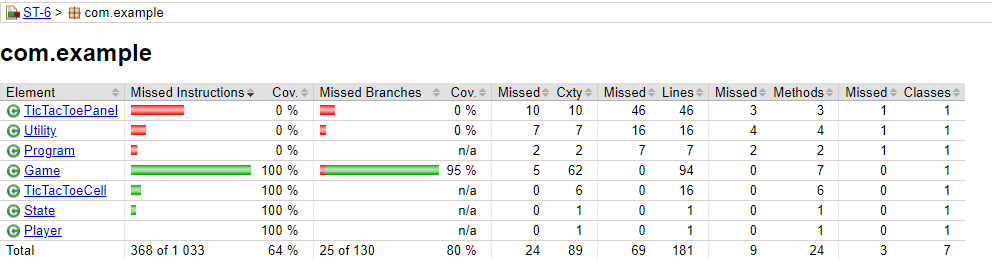 ST-6 > com.example
com.example
Element Missed Instructions Cov. Missed Branches Cov. Missed Cxty Missed Lines Missed Methods Missed Classes
TicTacToePanel 0 % 0 % 10 10 46 46 3 3 1 1
Utility 0 % 0 % 7 7 16 16 4 4 1 1
Program 0 % n/a 2 2 7 7 2 2 1 1
Game 100 % 95 % 5 62 0 94 0 7 0 1
TicTacToeCell 100 % n/a 0 6 0 16 0 6 0 1
State 100 % n/a 0 1 0 1 0 1 0 1
Player 100 % n/a 0 1 0 1 0 1 0 1
Total 368 of 1 033 64 % 25 of 130 80 % 24 89 69 181 9 24 3 7